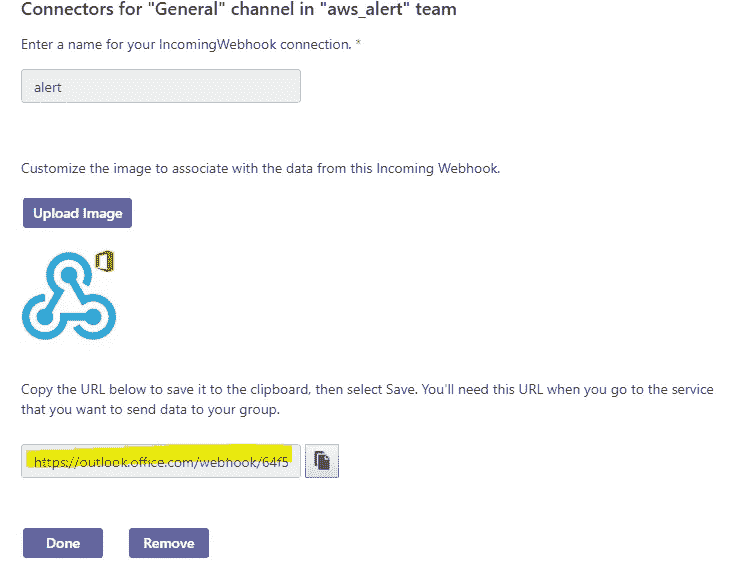 Connectors for "General" channel in "aws_alert" team
Enter a name for your IncomingWebhook connection. *
alert
Customize the image to associate with the data from this Incoming Webhook.
Upload Image
Copy the URL below to save it to the clipboard, then select Save. You'll need this URL when you go to the service
that you want to send data to your group.
https://outlook.office.com/webhook/64f5
Done Remove